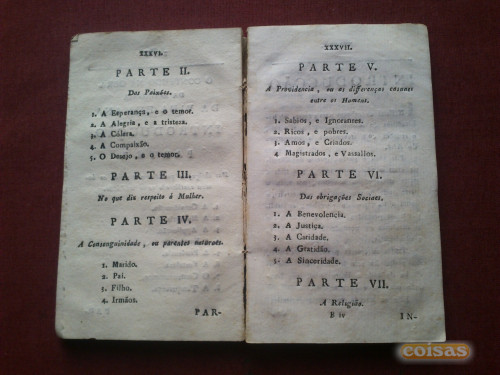 XXXVI.
PARTE II.
Das Paixões.
1. A Esperança, e o temor.
2. A Alegria, e a tristeza.
3. A Cólera.
4. A Compaixão.
5. O Desejo, e o temor.
PARTE III.
No que diz respeito á Mulher.
PARTE IV.
A Consanguinidade, ou parentes naturaes.
1. Marido.
2. Pai.
3. Filho.
4. Irmãos.
PAR-
XXXVII.
PARTE V.
A Providencia, ou as differenças casuaes
entre os Homens.
1. Sabios, e Ignorantes.
2. Ricos, e pobres.
3. Amos, e Criados.
4 Magistrados, e Vassallos.
PARTE VI.
Das obrigações Sociaes.
1. A Benevolencia.
2. A Justiça.
3. A Caridade.
4. A Gratidão.
5. A Sinceridade.
PARTE VII.
A Religião.
B iv
IN-
coisas